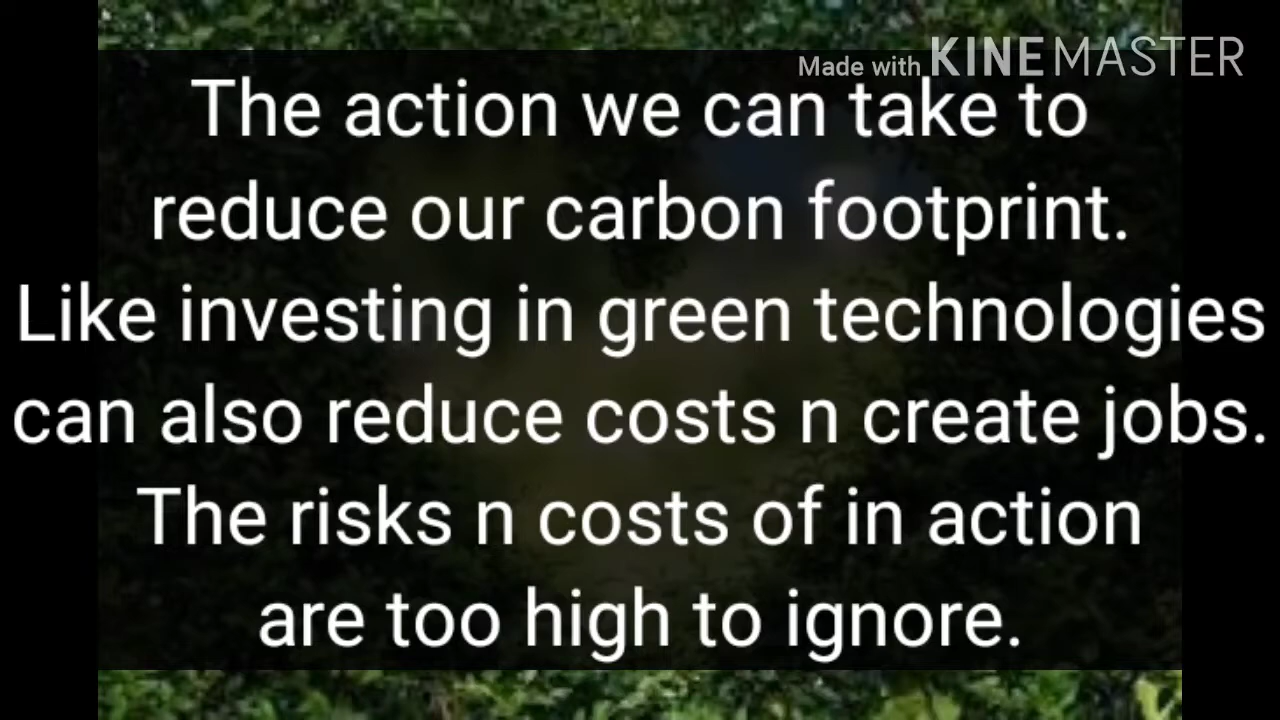 Made with KINEMASTER
The action we can take to
reduce our carbon footprint.
Like investing in green technologies
can also reduce costs n create jobs.
The risks n costs of in action
are too high to ignore.